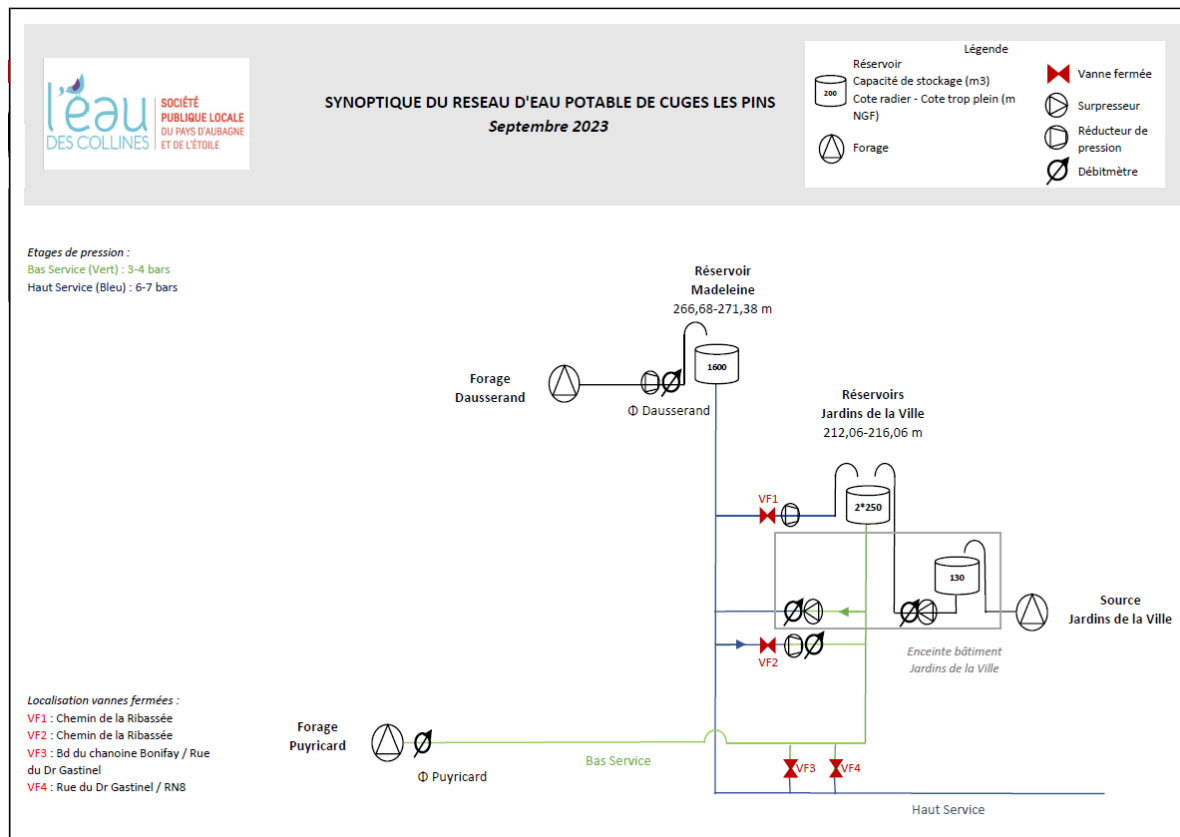 l'eau
DES COLLINES
SOCIÉTÉ
PUBLIQUE LOCALE
DU PAYS D'AUBAGNE
ET DE L'ÉTOILE
SYNOPTIQUE DU RESEAU D'EAU POTABLE DE CUGES LES PINS
Septembre 2023
Légende
200
Réservoir
Capacité de stockage (m3)
Cote radier - Cote trop plein (m
NGF)
Forage
Vanne fermée
Surpresseur
Réducteur de
pression
Débitmètre
Etages de pression :
Bas Service (Vert) : 3-4 bars
Haut Service (Bleu) : 6-7 bars
Réservoir
Madeleine
266,68-271,38 m
1600
Forage
Dausserand
Φ Dausserand
Réservoirs
Jardins de la Ville
212,06-216,06 m
VF1
2*250
130
Source
Jardins de la Ville
VF2
Enceinte bâtiment
Jardins de la Ville
Localisation vannes fermées :
VF1 : Chemin de la Ribassée
VF2 : Chemin de la Ribassée
VF3 : Bd du chanoine Bonifay / Rue
du Dr Gastinel
VF4 : Rue du Dr Gastinel / RN8
Forage
Puyricard
Φ Puyricard
Bas Service
VF3
VF4
Haut Service